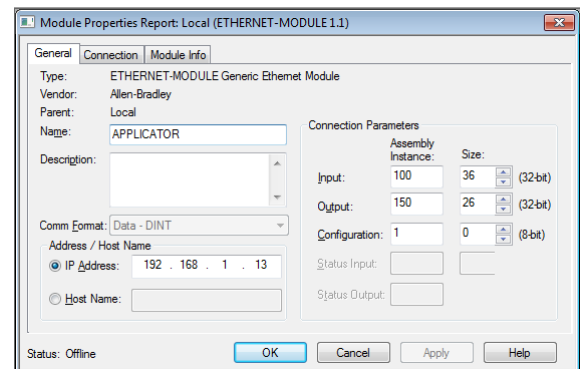 Module Properties Report: Local (ETHERNET-MODULE 1.1)
General Connection Module Info
Type: ETHERNET-MODULE Generic Ethernet Module
Vendor: Allen-Bradley
Parent: Local
Name: APPLICATOR
Description:
Comm Format: Data - DINT
Address / Host Name
IP Address: 192 . 168 . 1 . 13
Host Name:
Connection Parameters
Assembly
Instance: Size:
Input: 100 36 (32-bit)
Output: 150 26 (32-bit)
Configuration: 1 0 (8-bit)
Status Input:
Status Output:
Status: Offline OK Cancel Apply Help